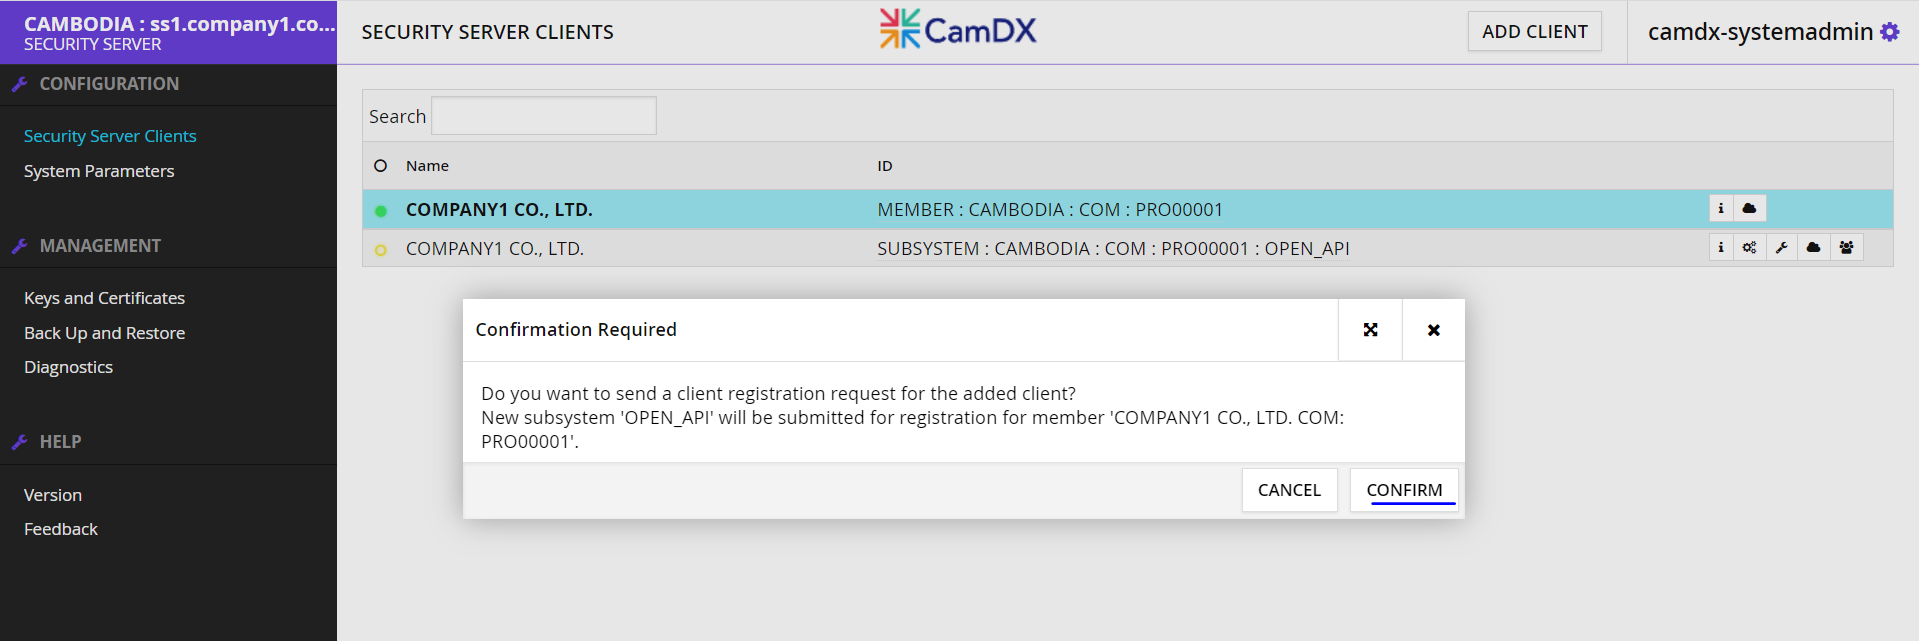 CAMBODIA : ss1.company1.co...
SECURITY SERVER
SECURITY SERVER CLIENTS
CamDX
ADD CLIENT
camdx-systemadmin
CONFIGURATION
Security Server Clients
System Parameters
MANAGEMENT
Keys and Certificates
Back Up and Restore
Diagnostics
HELP
Version
Feedback
Search
Name ID
COMPANY1 CO., LTD. MEMBER : CAMBODIA : COM : PRO00001
COMPANY1 CO., LTD. SUBSYSTEM : CAMBODIA : COM : PRO00001 : OPEN_API
Confirmation Required
Do you want to send a client registration request for the added client?
New subsystem 'OPEN_API' will be submitted for registration for member 'COMPANY1 CO., LTD. COM:
PRO00001'.
CANCEL CONFIRM